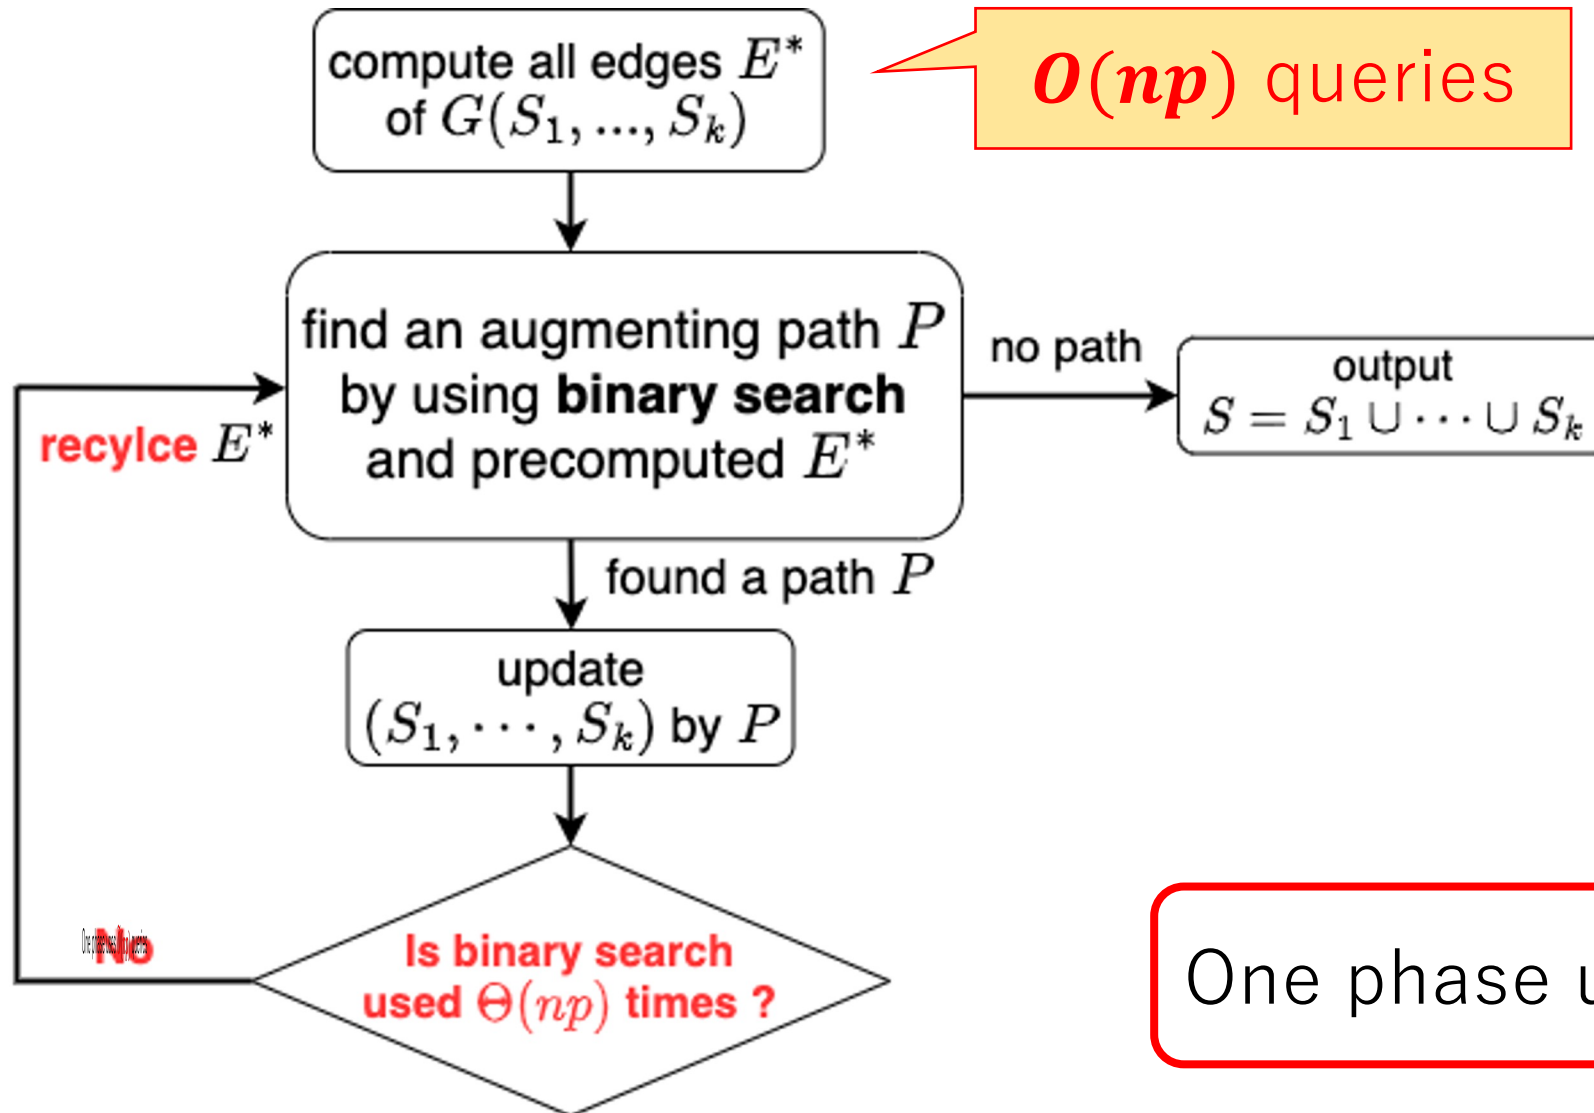 compute all edges E*
of G(S₁, ..., Sₖ)
O(np) queries
find an augmenting path P
by using binary search
and precomputed E*
no path
output
S = S₁ ∪ ⋯ ∪ Sₖ
recylce E*
found a path P
update
(S₁, ⋯, Sₖ) by P
No
Is binary search
used Θ(np) times ?
One phase u